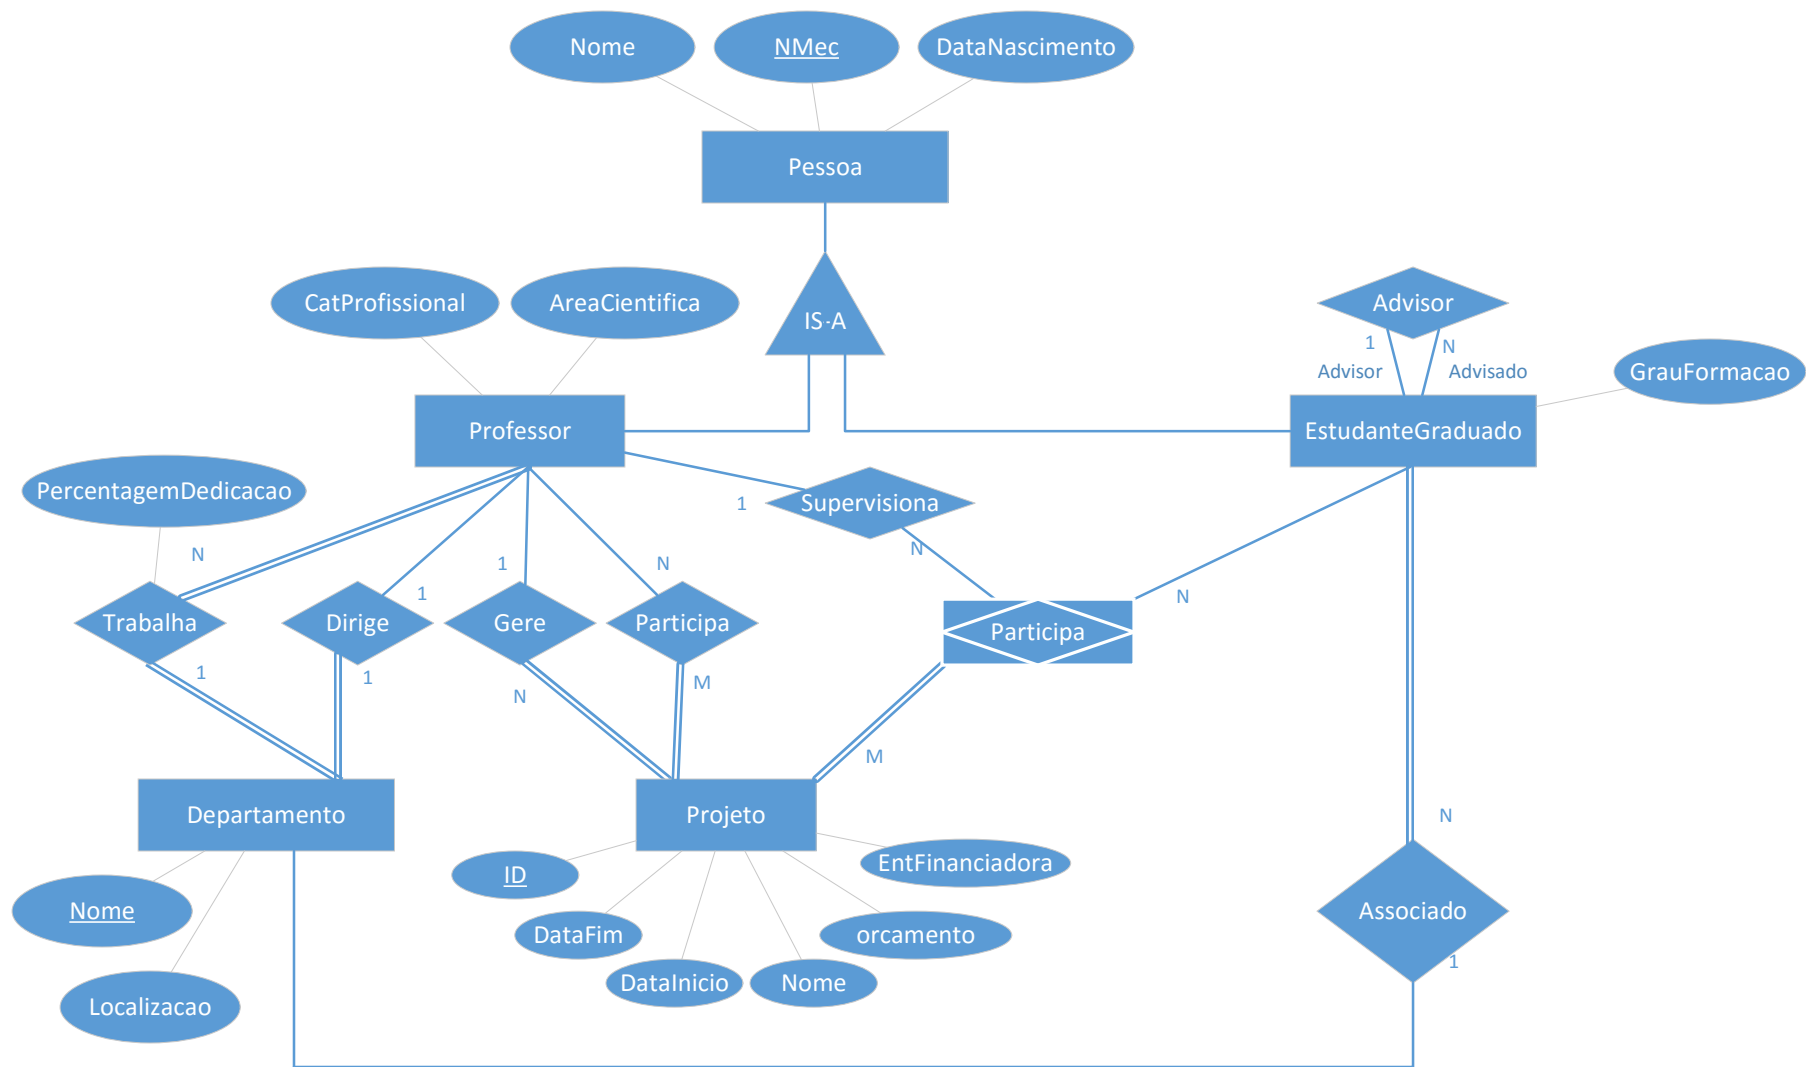 Nome
NMec
DataNascimento
Pessoa
CatProfissional
AreaCientifica
IS-A
Advisor
1
N
Advisor
Advisado
GrauFormacao
Professor
EstudanteGraduado
PercentagemDedicacao
1
Supervisiona
N
N
1
N
1
N
N
Trabalha
Dirige
Gere
Participa
Participa
1
1
N
M
M
Departamento
Projeto
N
ID
EntFinanciadora
Nome
DataFim
orcamento
Associado
1
DataInicio
Nome
Localizacao